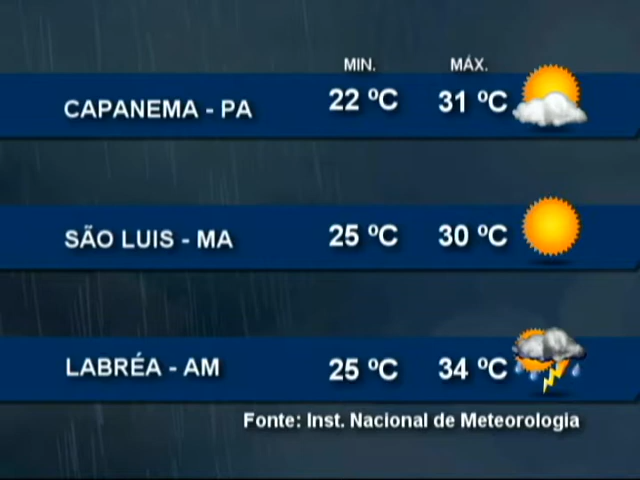 MIN. MÁX.
CAPANEMA - PA 22 ºC 31 ºC
SÃO LUIS - MA 25 ºC 30 ºC
LABRÉA - AM 25 ºC 34 ºC
Fonte: Inst. Nacional de Meteorologia